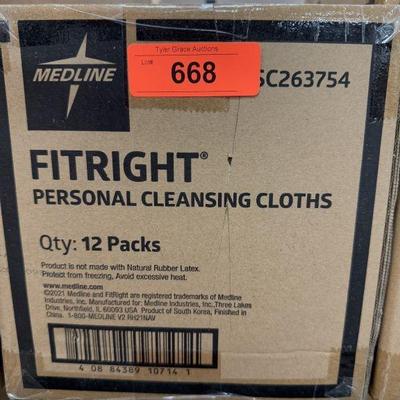 Tyler Grace Auctions
Lot#
668
MEDLINE
SC263754
FITRIGHT®
PERSONAL CLEANSING CLOTHS
Qty: 12 Packs
Product is not made with Natural Rubber Latex.
Protect from freezing, Avoid excessive heat.
www.medline.com
©2021 Medline and FitRight are registered trademarks of Medline
Industries, Inc. Manufactured for: Medline Industries, Inc.,Three Lakes
Drive, Northfield, IL 60093 USA Product of South Korea, Finished in
China. 1-800-MEDLINE V2 RH21NAV
4 08 84389 10714 1